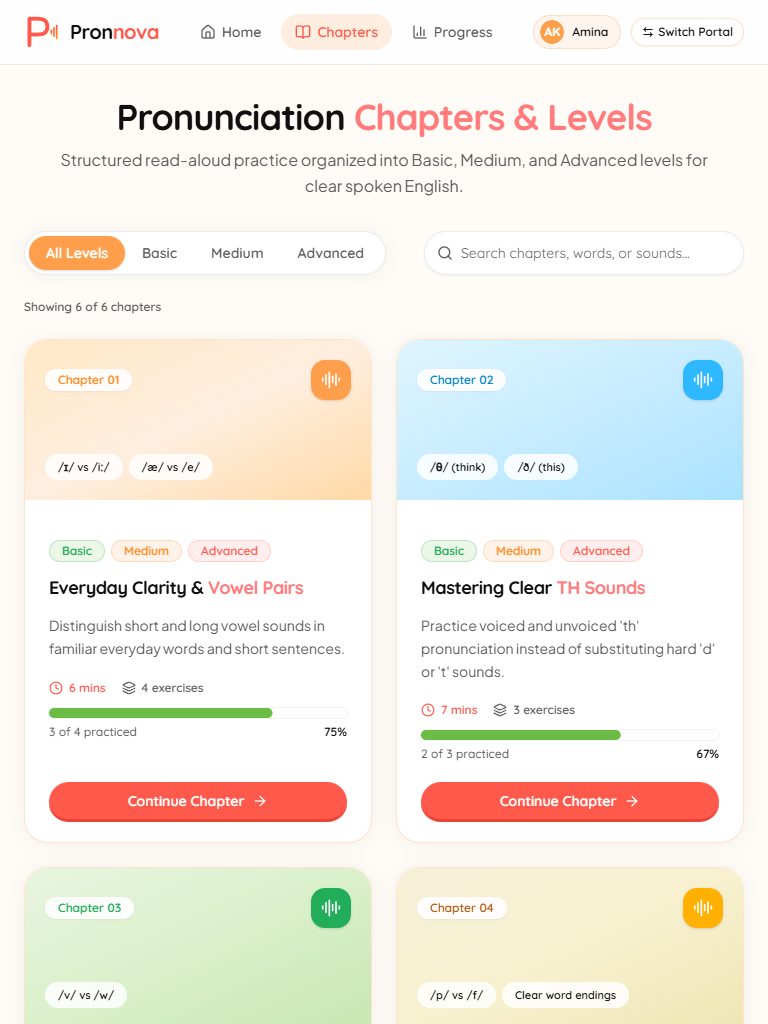 Pronnova
Home
Chapters
Progress
AK
Amina
Switch Portal
Pronunciation Chapters & Levels
Structured read-aloud practice organized into Basic, Medium, and Advanced levels for
clear spoken English.
All Levels
Basic
Medium
Advanced
Search chapters, words, or sounds...
Showing 6 of 6 chapters
Chapter 01
/ɪ/ vs /iː/
/æ/ vs /e/
Basic
Medium
Advanced
Everyday Clarity & Vowel Pairs
Distinguish short and long vowel sounds in
familiar everyday words and short sentences.
6 mins
4 exercises
3 of 4 practiced
75%
Continue Chapter →
Chapter 02
/θ/ (think)
/ð/ (this)
Basic
Medium
Advanced
Mastering Clear TH Sounds
Practice voiced and unvoiced 'th'
pronunciation instead of substituting hard 'd'
or 't' sounds.
7 mins
3 exercises
2 of 3 practiced
67%
Continue Chapter →
Chapter 03
/v/ vs /w/
Chapter 04
/p/ vs /f/
Clear word endings